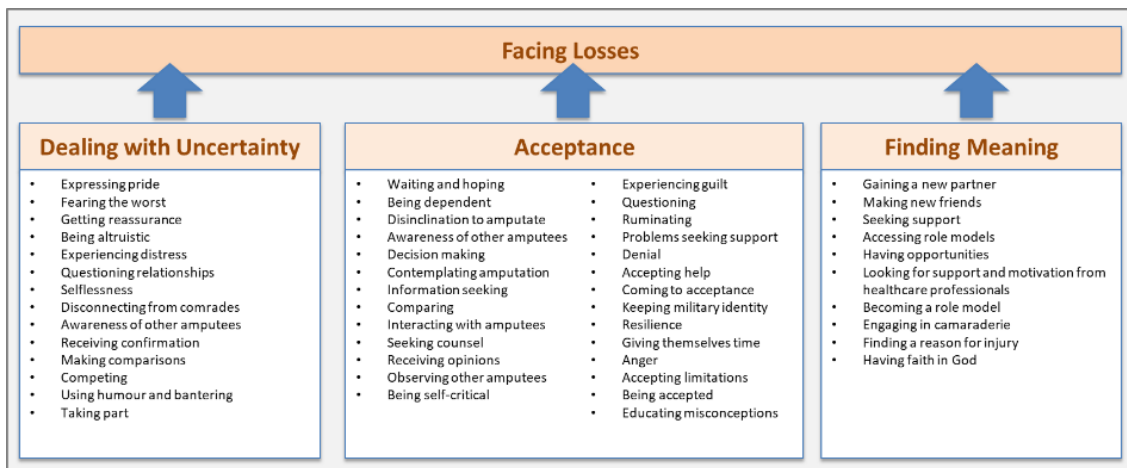 Facing Losses
Dealing with Uncertainty
• Expressing pride
• Fearing the worst
• Getting reassurance
• Being altruistic
• Experiencing distress
• Questioning relationships
• Selflessness
• Disconnecting from comrades
• Awareness of other amputees
• Receiving confirmation
• Making comparisons
• Competing
• Using humour and bantering
• Taking part
Acceptance
• Waiting and hoping
• Being dependent
• Disinclination to amputate
• Awareness of other amputees
• Decision making
• Contemplating amputation
• Information seeking
• Comparing
• Interacting with amputees
• Seeking counsel
• Receiving opinions
• Observing other amputees
• Being self-critical
• Experiencing guilt
• Questioning
• Ruminating
• Problems seeking support
• Denial
• Accepting help
• Coming to acceptance
• Keeping military identity
• Resilience
• Giving themselves time
• Anger
• Accepting limitations
• Being accepted
• Educating misconceptions
Finding Meaning
• Gaining a new partner
• Making new friends
• Seeking support
• Accessing role models
• Having opportunities
• Looking for support and motivation from
healthcare professionals
• Becoming a role model
• Engaging in camaraderie
• Finding a reason for injury
• Having faith in God